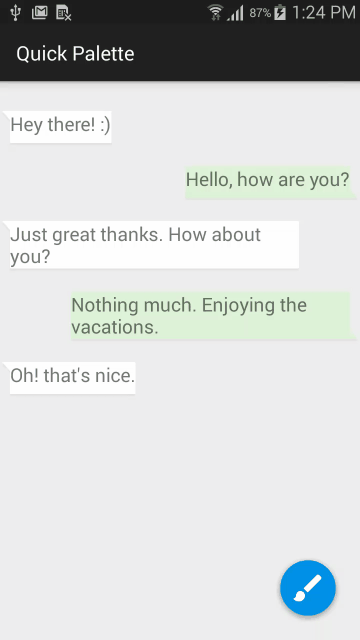 87% 1:24 PM
Quick Palette
Hey there! :)
Hello, how are you?
Just great thanks. How about
you?
Nothing much. Enjoying the
vacations.
Oh! that's nice.